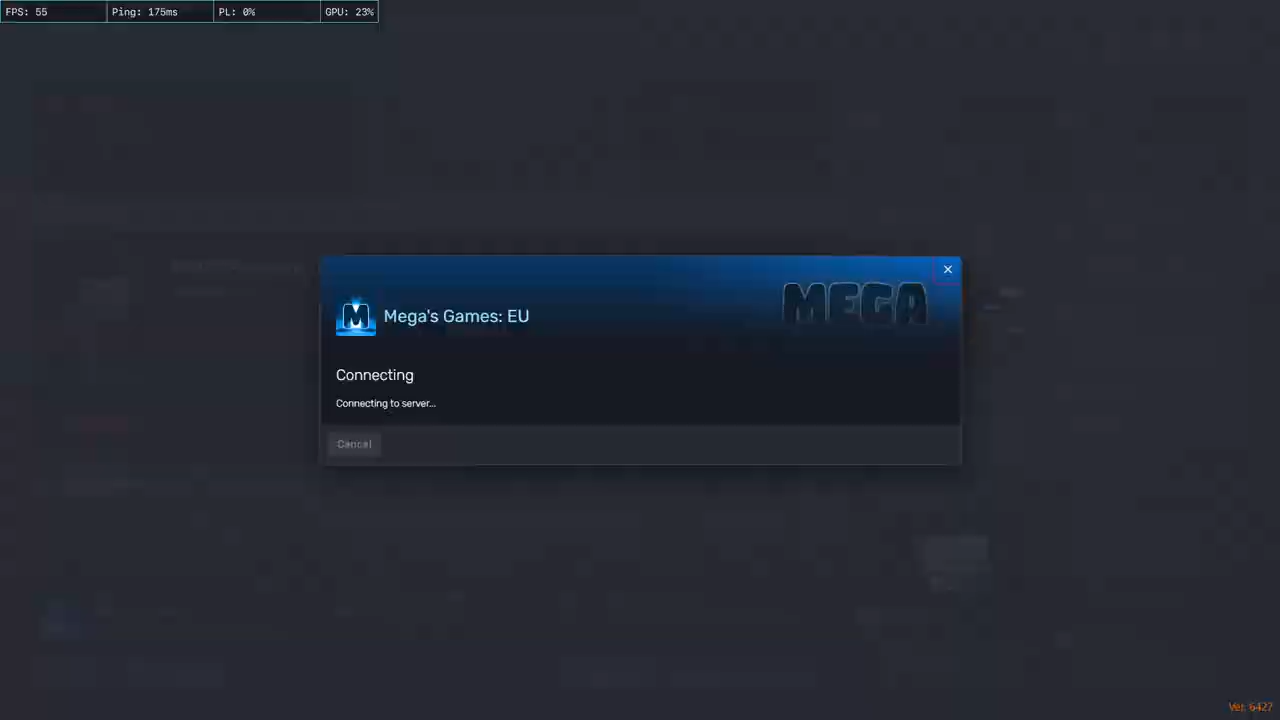 FPS: 55 Ping: 175ms PL: 0% GPU: 23%
MEGA
M Mega's Games: EU
Connecting
Connecting to server...
Cancel
Ver. 6427